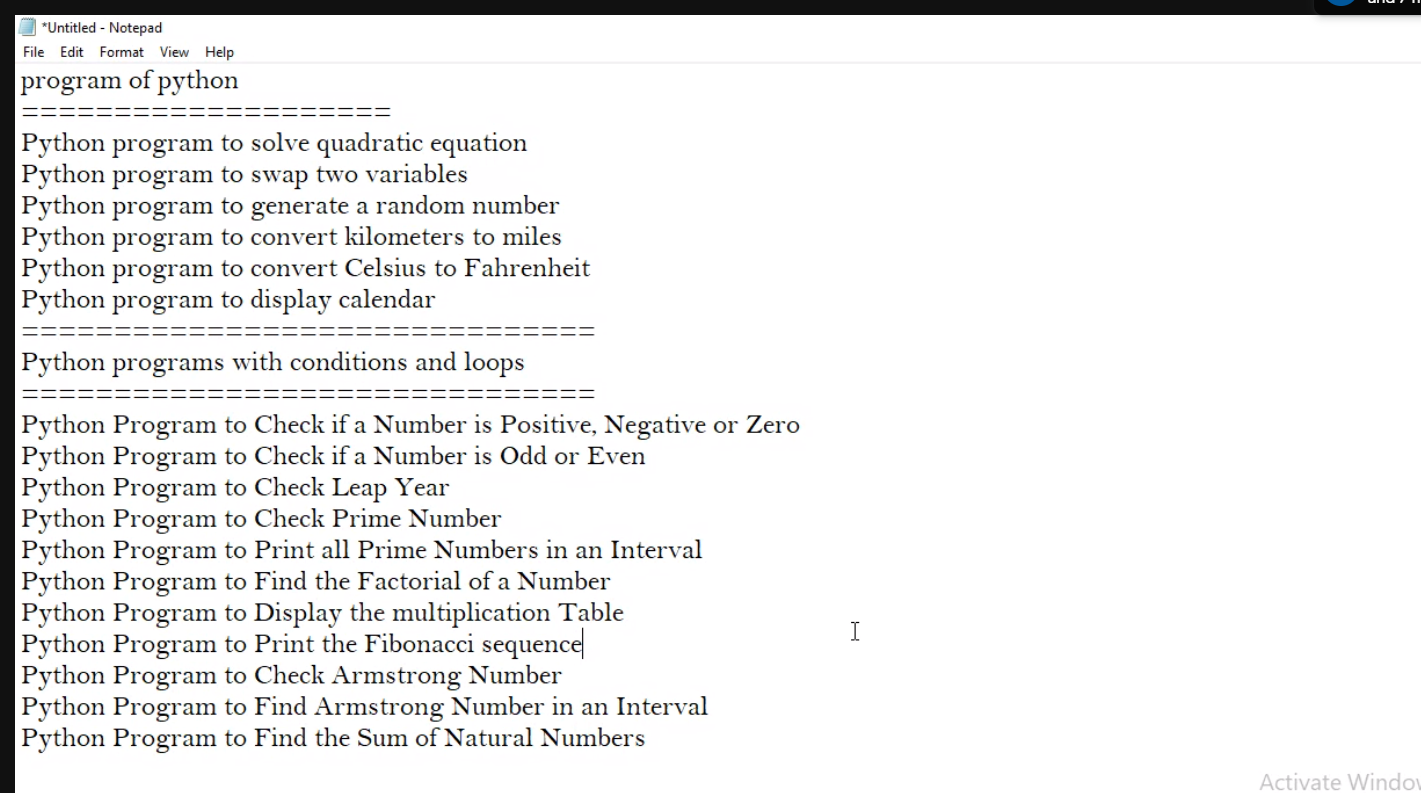 *Untitled - Notepad
File Edit Format View Help
program of python
====================
Python program to solve quadratic equation
Python program to swap two variables
Python program to generate a random number
Python program to convert kilometers to miles
Python program to convert Celsius to Fahrenheit
Python program to display calendar
===============================
Python programs with conditions and loops
===============================
Python Program to Check if a Number is Positive, Negative or Zero
Python Program to Check if a Number is Odd or Even
Python Program to Check Leap Year
Python Program to Check Prime Number
Python Program to Print all Prime Numbers in an Interval
Python Program to Find the Factorial of a Number
Python Program to Display the multiplication Table
Python Program to Print the Fibonacci sequence
Python Program to Check Armstrong Number
Python Program to Find Armstrong Number in an Interval
Python Program to Find the Sum of Natural Numbers
Activate